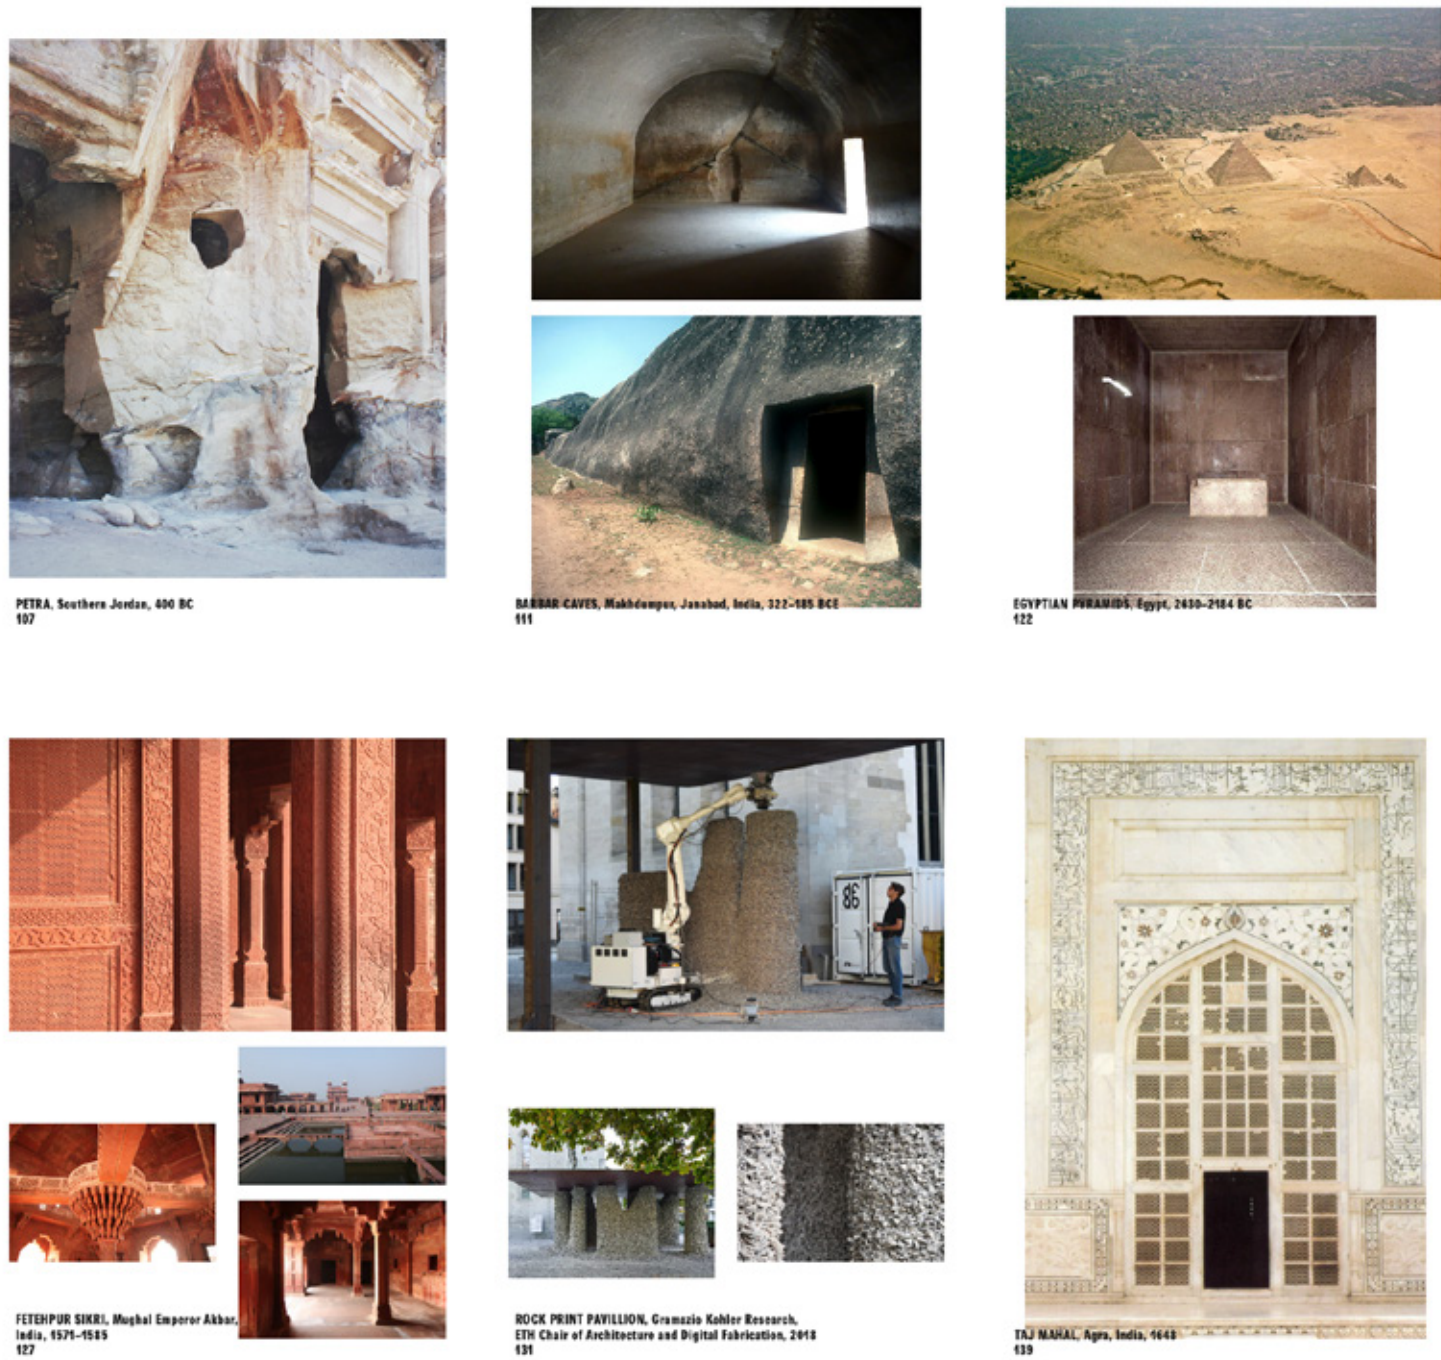 PETRA, Southern Jordan, 400 BC
107
BARBAR CAVES, Makhdumpur, Janabad, India, 322–185 BCE
111
EGYPTIAN PYRAMIDS, Egypt, 2630–2184 BC
122
86
FETEHPUR SIKRI, Mughal Emperor Akbar,
India, 1571–1585
127
ROCK PRINT PAVILLION, Gramazio Kohler Research,
ETH Chair of Architecture and Digital Fabrication, 2018
131
TAJ MAHAL, Agra, India, 1648
139